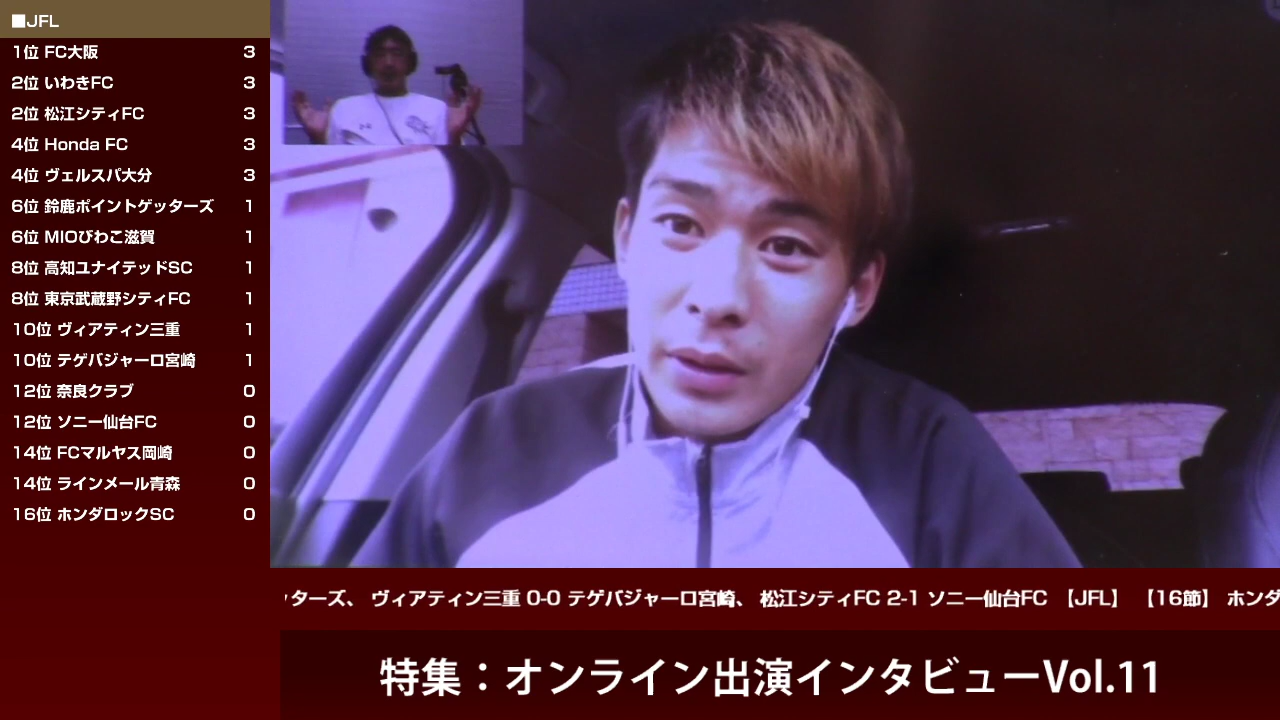 ■JFL
1位 FC大阪 3
2位 いわきFC 3
2位 松江シティFC 3
4位 Honda FC 3
4位 ヴェルスパ大分 3
6位 鈴鹿ポイントゲッターズ 1
6位 MIOびわこ滋賀 1
8位 高知ユナイテッドSC 1
8位 東京武蔵野シティFC 1
10位 ヴィアティン三重 1
10位 テゲバジャーロ宮崎 1
12位 奈良クラブ 0
12位 ソニー仙台FC 0
14位 FCマルヤス岡崎 0
14位 ラインメール青森 0
16位 ホンダロックSC 0
ターズ、 ヴィアティン三重 0-0 テゲバジャーロ宮崎、 松江シティFC 2-1 ソニー仙台FC 【JFL】 【16節】 ホンダ
特集：オンライン出演インタビューVol.11